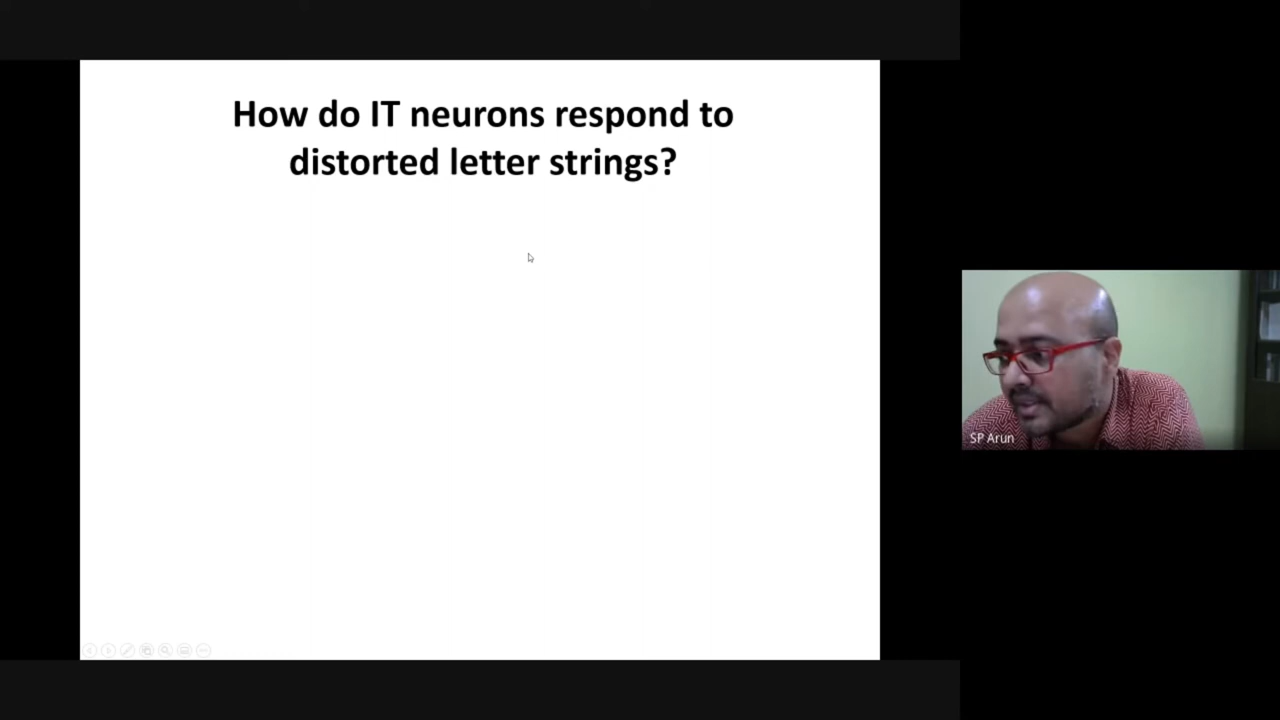 How do IT neurons respond to
distorted letter strings?
SP Arun